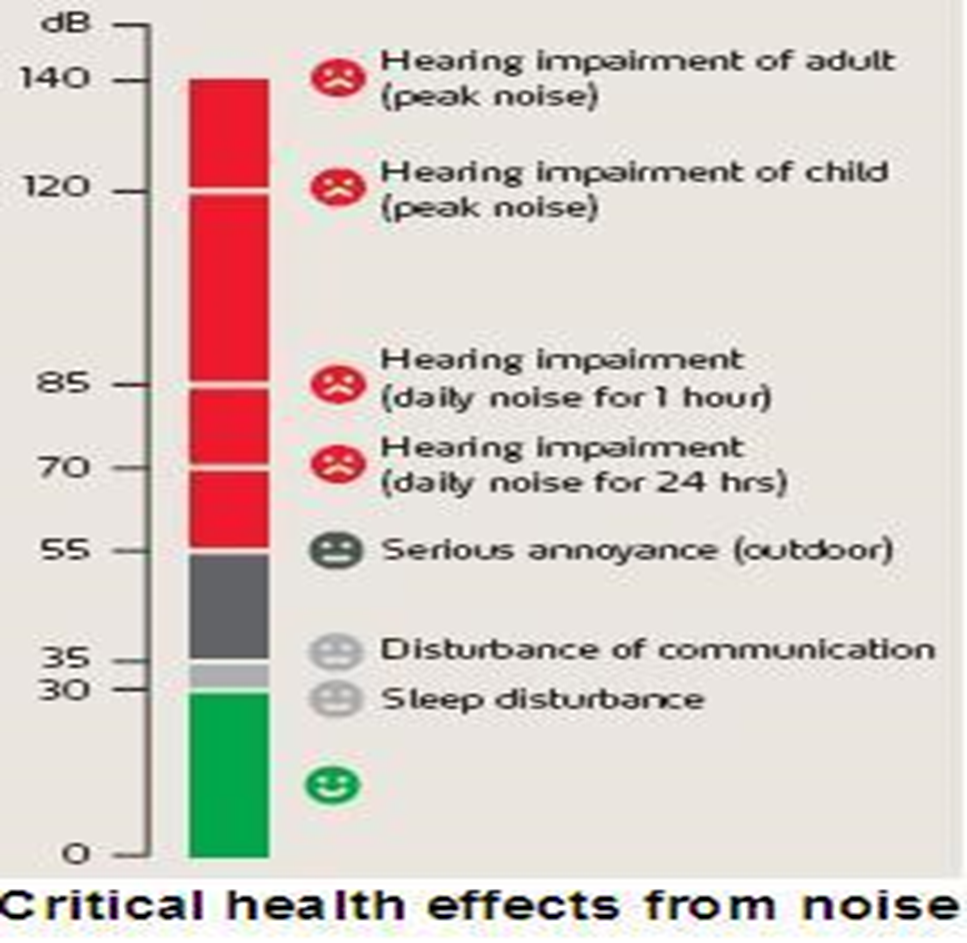 dB
140
Hearing impairment of adult
(peak noise)
120
Hearing impairment of child
(peak noise)
85
Hearing impairment
(daily noise for 1 hour)
70
Hearing impairment
(daily noise for 24 hrs)
55
Serious annoyance (outdoor)
35
Disturbance of communication
30
Sleep disturbance
0
Critical health effects from noise